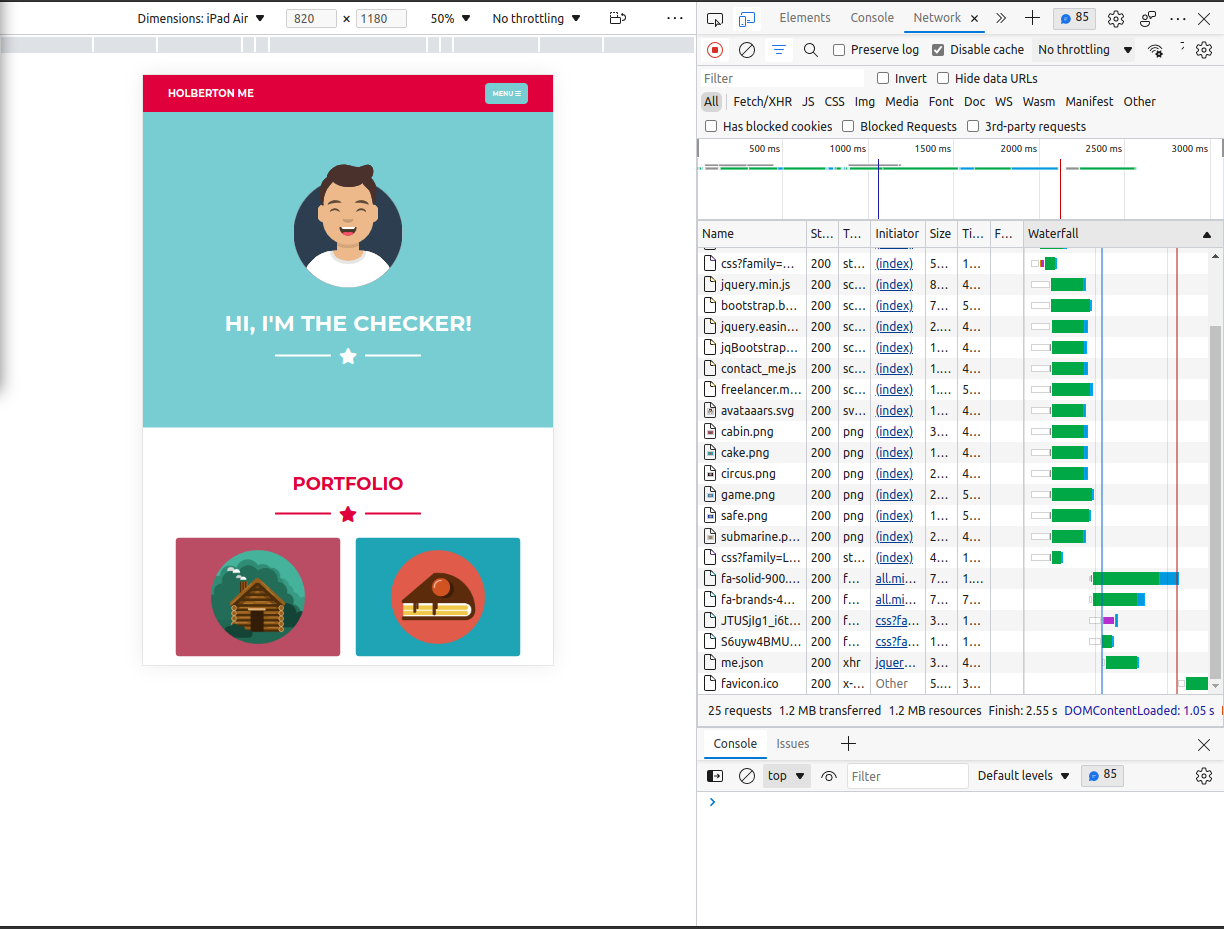 Dimensions: iPad Air ▼ 820 × 1180 50% ▼ No throttling ▼
Elements Console Network 85
Preserve log Disable cache No throttling ▼
Filter Invert Hide data URLs
All Fetch/XHR JS CSS Img Media Font Doc WS Wasm Manifest Other
Has blocked cookies Blocked Requests 3rd-party requests
500 ms 1000 ms 1500 ms 2000 ms 2500 ms 3000 ms
Name St... T... Initiator Size Ti... F... Waterfall
css?family=... 200 st... (index) 5... 1...
jquery.min.js 200 sc... (index) 8... 4...
bootstrap.b... 200 sc... (index) 7... 5...
jquery.easin... 200 sc... (index) 2.... 4...
jqBootstrap... 200 sc... (index) 1... 4...
contact_me.js 200 sc... (index) 1.... 4...
freelancer.m... 200 sc... (index) 1.... 5...
avataaars.svg 200 sv... (index) 1... 4...
cabin.png 200 png (index) 3... 4...
cake.png 200 png (index) 1... 4...
circus.png 200 png (index) 2... 4...
game.png 200 png (index) 2... 5...
safe.png 200 png (index) 1... 5...
submarine.p... 200 png (index) 2... 4...
css?family=L... 200 st... (index) 4... 1...
fa-solid-900.... 200 f... all.mi... 7... 1....
fa-brands-4... 200 f... all.mi... 7... 7...
JTUSjIg1_i6t... 200 f... css?fa... 3... 1...
S6uyw4BMU... 200 f... css?fa... 1... 1...
me.json 200 xhr jquer... 3... 4...
favicon.ico 200 x-... Other 5.... 3...
25 requests 1.2 MB transferred 1.2 MB resources Finish: 2.55 s DOMContentLoaded: 1.05 s
Console Issues
top ▼ Filter Default levels ▼ 85
HOLBERTON ME MENU
HI, I'M THE CHECKER!
PORTFOLIO